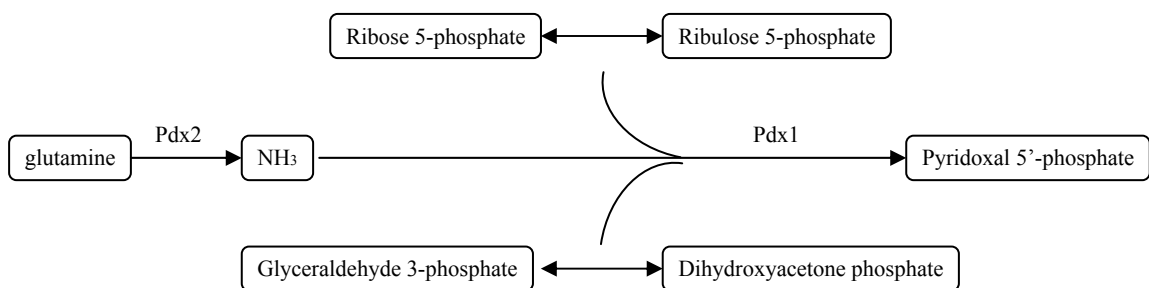 Ribose 5-phosphate Ribulose 5-phosphate
Pdx2 Pdx1
glutamine NH₃ Pyridoxal 5’-phosphate
Glyceraldehyde 3-phosphate Dihydroxyacetone phosphate